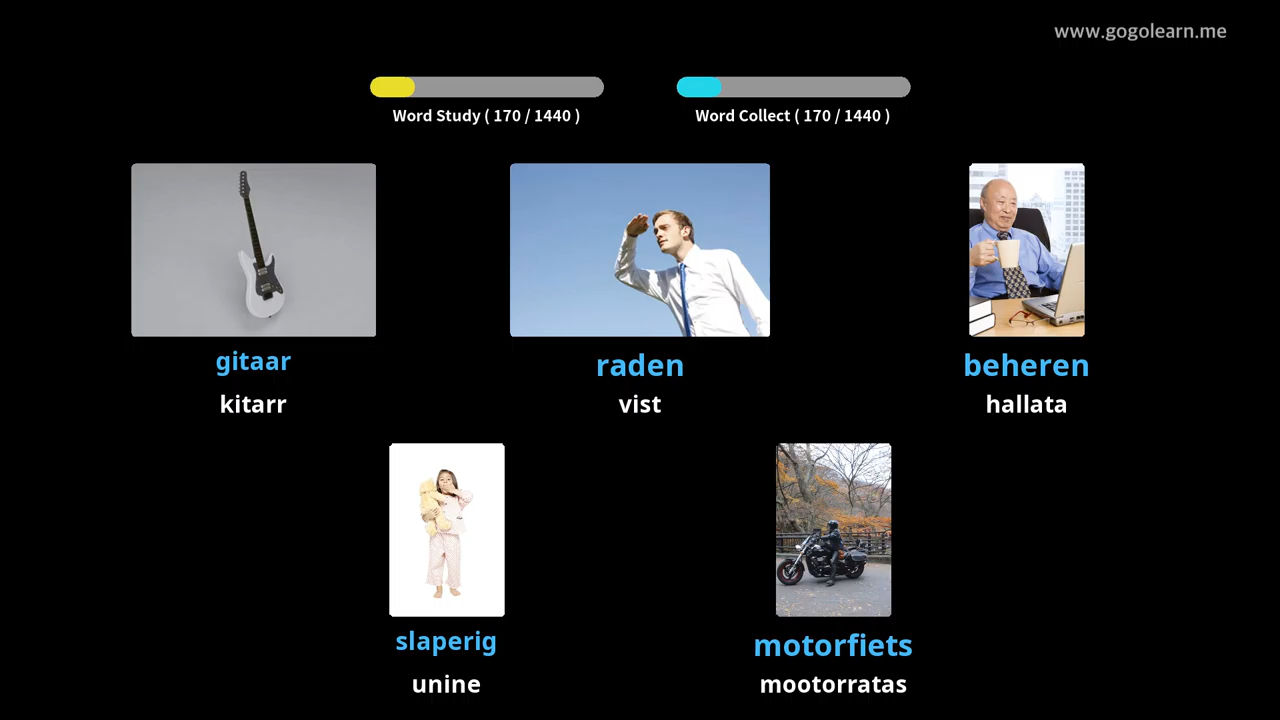 www.gogolearn.me
Word Study ( 170 / 1440 )
Word Collect ( 170 / 1440 )
gitaar
kitarr
raden
vist
beheren
hallata
slaperig
unine
motorfiets
mootorratas